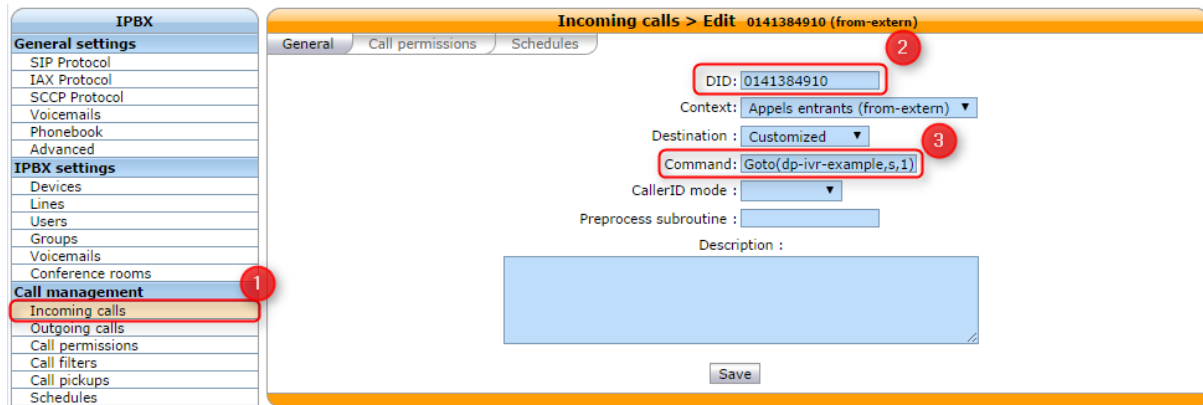 IPBX
General settings
SIP Protocol
IAX Protocol
SCCP Protocol
Voicemails
Phonebook
Advanced
IPBX settings
Devices
Lines
Users
Groups
Voicemails
Conference rooms
Call management
1
Incoming calls
Outgoing calls
Call permissions
Call filters
Call pickups
Schedules
Incoming calls > Edit 0141384910 (from-extern)
General Call permissions Schedules
2
DID: 0141384910
Context: Appels entrants (from-extern) ▼
Destination : Customized ▼
3
Command: Goto(dp-ivr-example,s,1)
CallerID mode : ▼
Preprocess subroutine :
Description :
Save